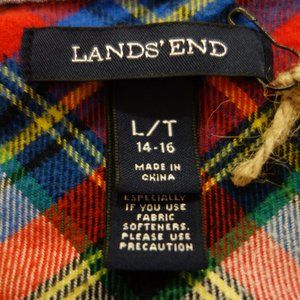 LANDS' END
L/T
14-16
MADE IN
CHINA
ESPECIALLY
IF YOU USE
FABRIC
SOFTENERS.
PLEASE USE
PRECAUTION